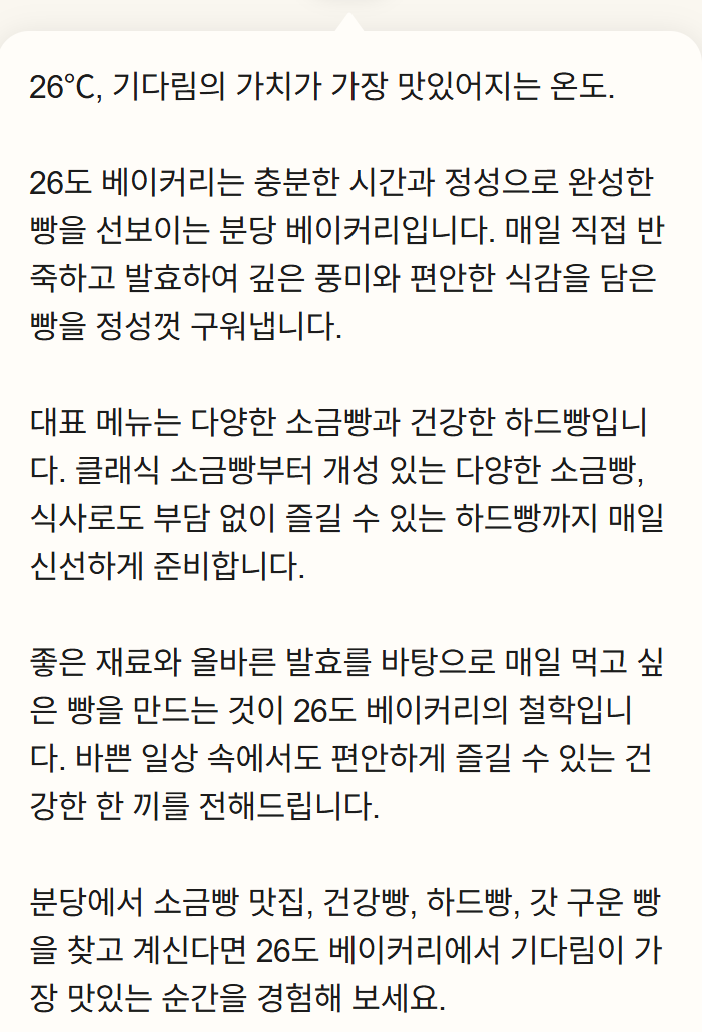 26℃, 기다림의 가치가 가장 맛있어지는 온도.
26도 베이커리는 충분한 시간과 정성으로 완성한
빵을 선보이는 분당 베이커리입니다. 매일 직접 반
죽하고 발효하여 깊은 풍미와 편안한 식감을 담은
빵을 정성껏 구워냅니다.
대표 메뉴는 다양한 소금빵과 건강한 하드빵입니
다. 클래식 소금빵부터 개성 있는 다양한 소금빵,
식사로도 부담 없이 즐길 수 있는 하드빵까지 매일
신선하게 준비합니다.
좋은 재료와 올바른 발효를 바탕으로 매일 먹고 싶
은 빵을 만드는 것이 26도 베이커리의 철학입니
다. 바쁜 일상 속에서도 편안하게 즐길 수 있는 건
강한 한 끼를 전해드립니다.
분당에서 소금빵 맛집, 건강빵, 하드빵, 갓 구운 빵
을 찾고 계신다면 26도 베이커리에서 기다림이 가
장 맛있는 순간을 경험해 보세요.